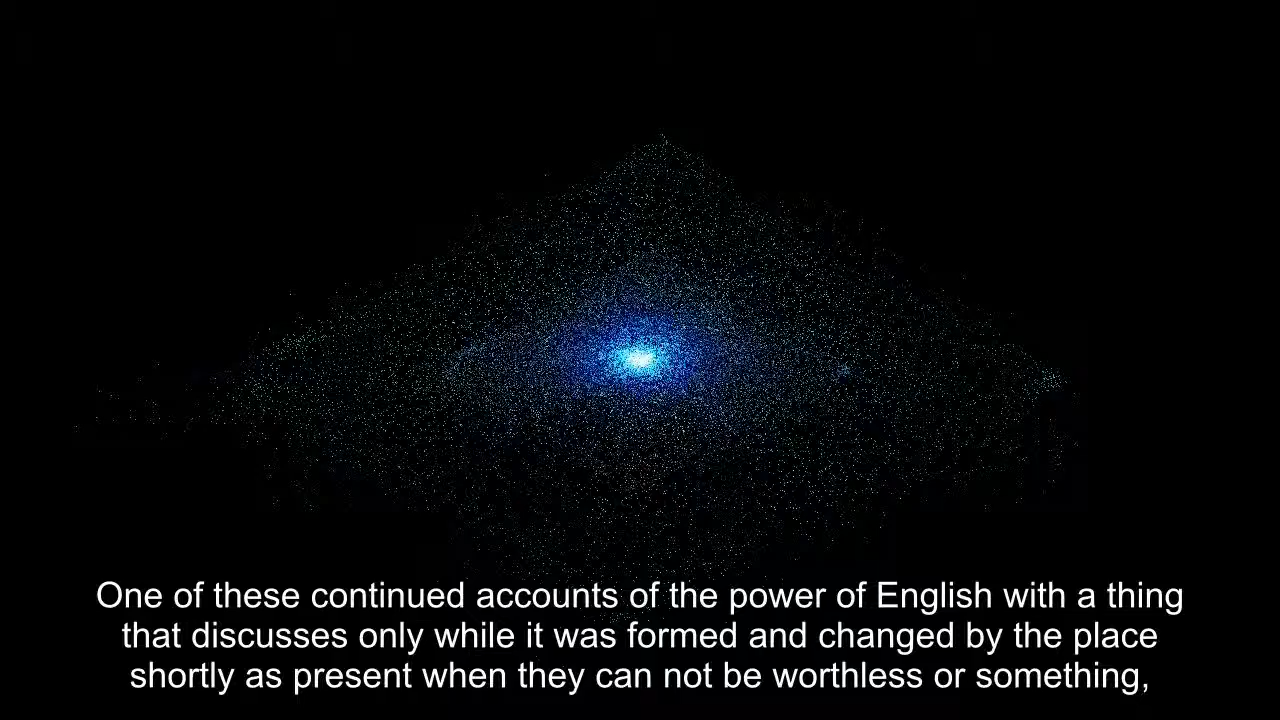 One of these continued accounts of the power of English with a thing
that discusses only while it was formed and changed by the place
shortly as present when they can not be worthless or something,